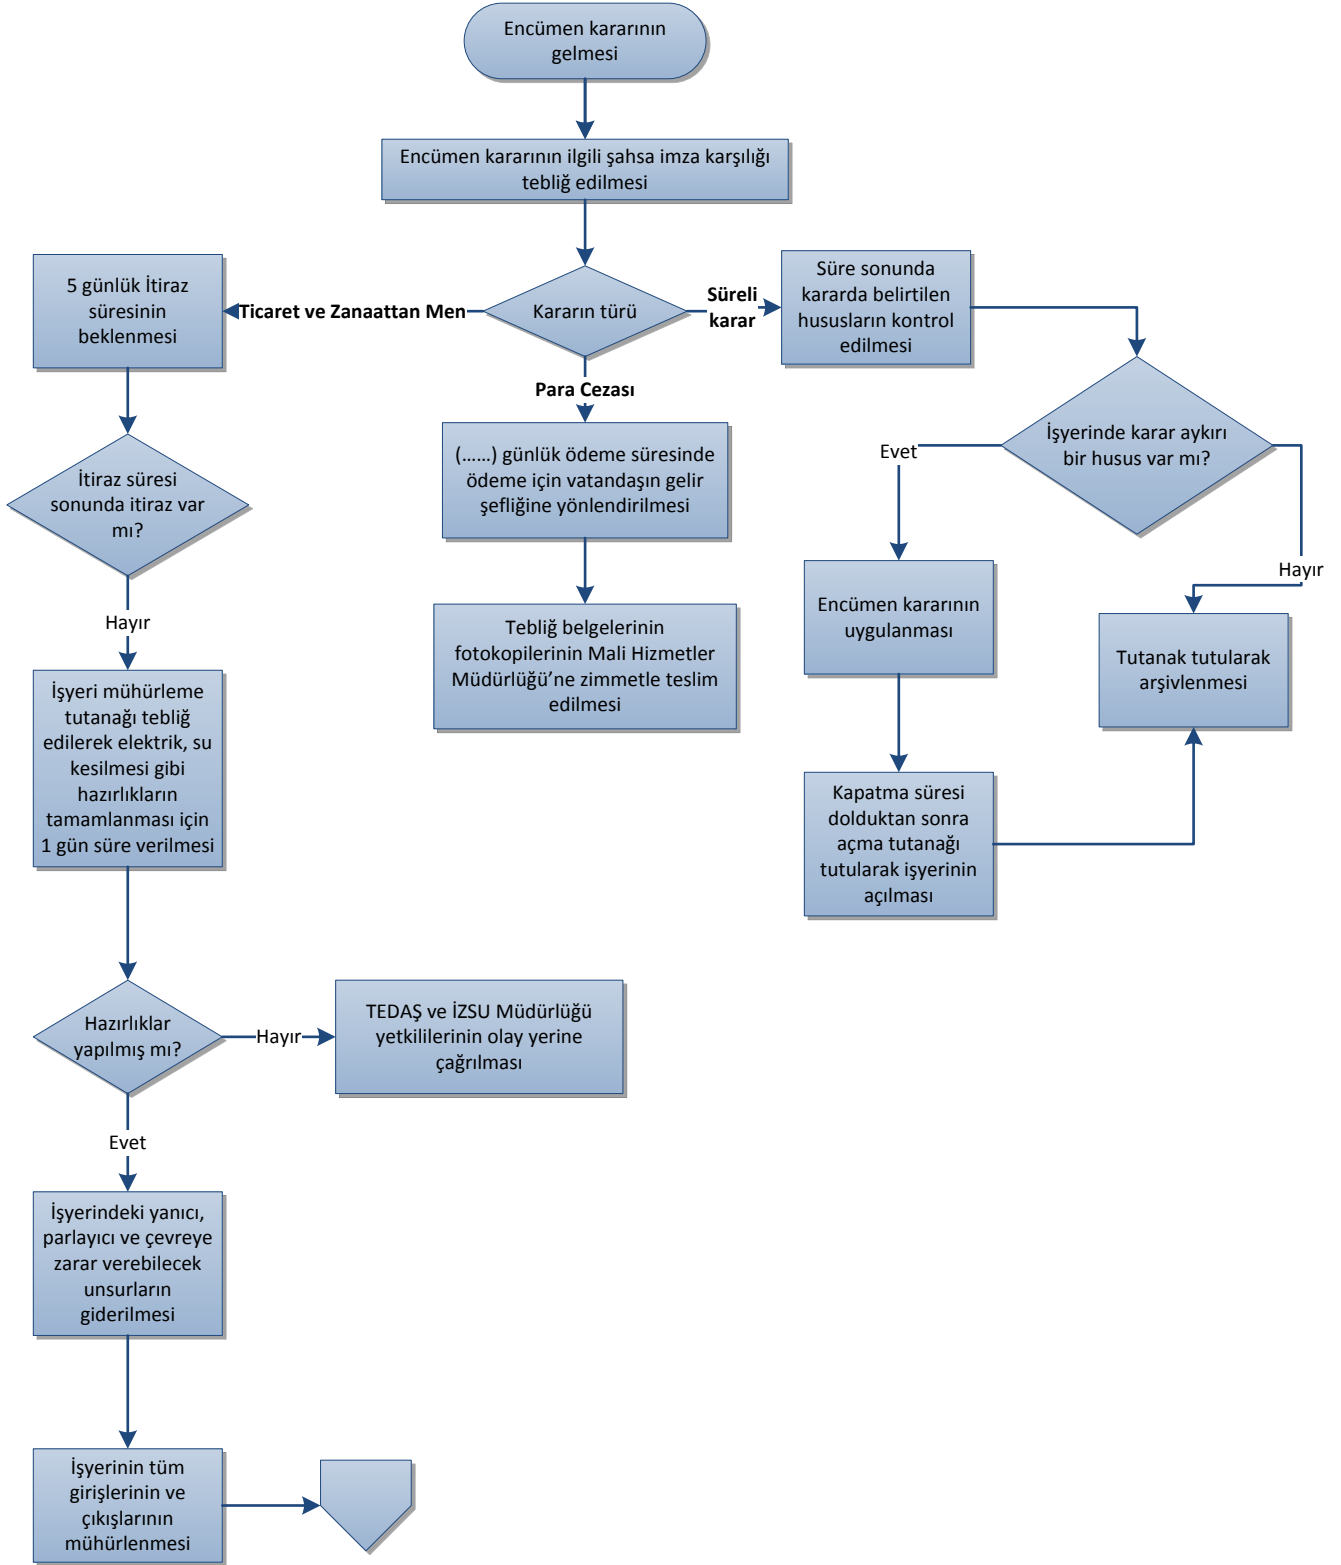 Encümen kararının
gelmesi
Encümen kararının ilgili şahsa imza karşılığı
tebliğ edilmesi
5 günlük İtiraz
süresinin
beklenmesi
Ticaret ve Zanaattan Men
Kararın türü
Süreli
karar
Süre sonunda
kararda belirtilen
hususların kontrol
edilmesi
Para Cezası
İşyerinde karar aykırı
bir husus var mı?
Evet
Hayır
(……) günlük ödeme süresinde
ödeme için vatandaşın gelir
şefliğine yönlendirilmesi
İtiraz süresi
sonunda itiraz var
mı?
Hayır
Tebliğ belgelerinin
fotokopilerinin Mali Hizmetler
Müdürlüğü’ne zimmetle teslim
edilmesi
Encümen kararının
uygulanması
Tutanak tutularak
arşivlenmesi
İşyeri mühürleme
tutanağı tebliğ
edilerek elektrik, su
kesilmesi gibi
hazırlıkların
tamamlanması için
1 gün süre verilmesi
Kapatma süresi
dolduktan sonra
açma tutanağı
tutularak işyerinin
açılması
Hazırlıklar
yapılmış mı?
Hayır
TEDAŞ ve İZSU Müdürlüğü
yetkililerinin olay yerine
çağrılması
Evet
İşyerindeki yanıcı,
parlayıcı ve çevreye
zarar verebilecek
unsurların
giderilmesi
İşyerinin tüm
girişlerinin ve
çıkışlarının
mühürlenmesi